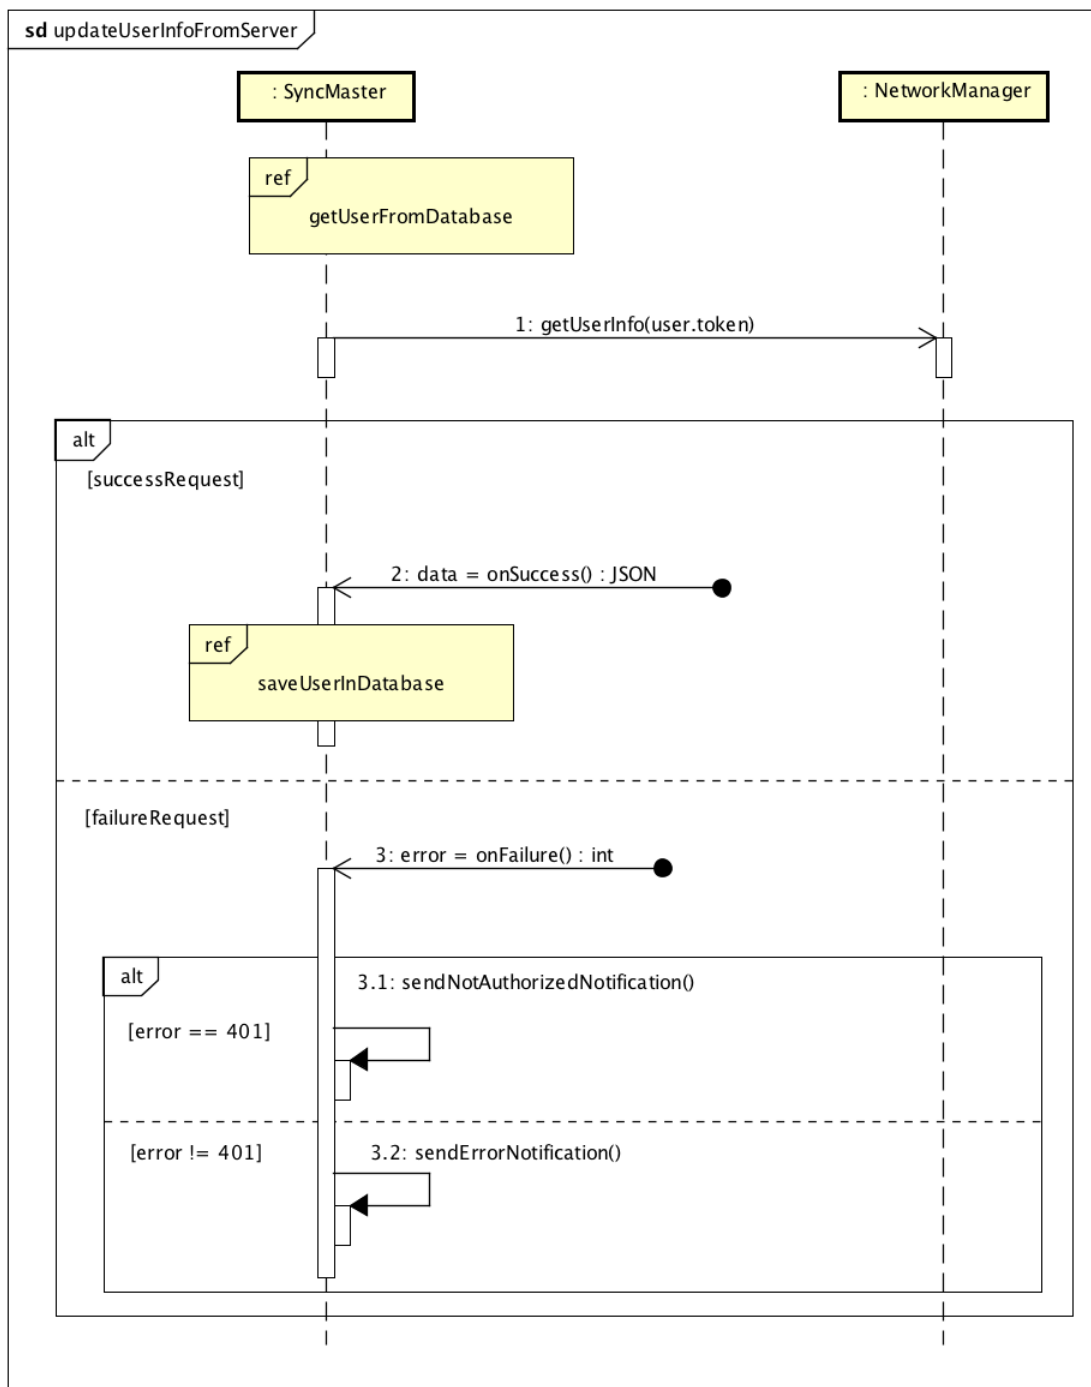 sd updateUserInfoFromServer
: SyncMaster
: NetworkManager
ref
getUserFromDatabase
1: getUserInfo(user.token)
alt
[successRequest]
2: data = onSuccess() : JSON
ref
saveUserInDatabase
[failureRequest]
3: error = onFailure() : int
alt
3.1: sendNotAuthorizedNotification()
[error == 401]
[error != 401]
3.2: sendErrorNotification()